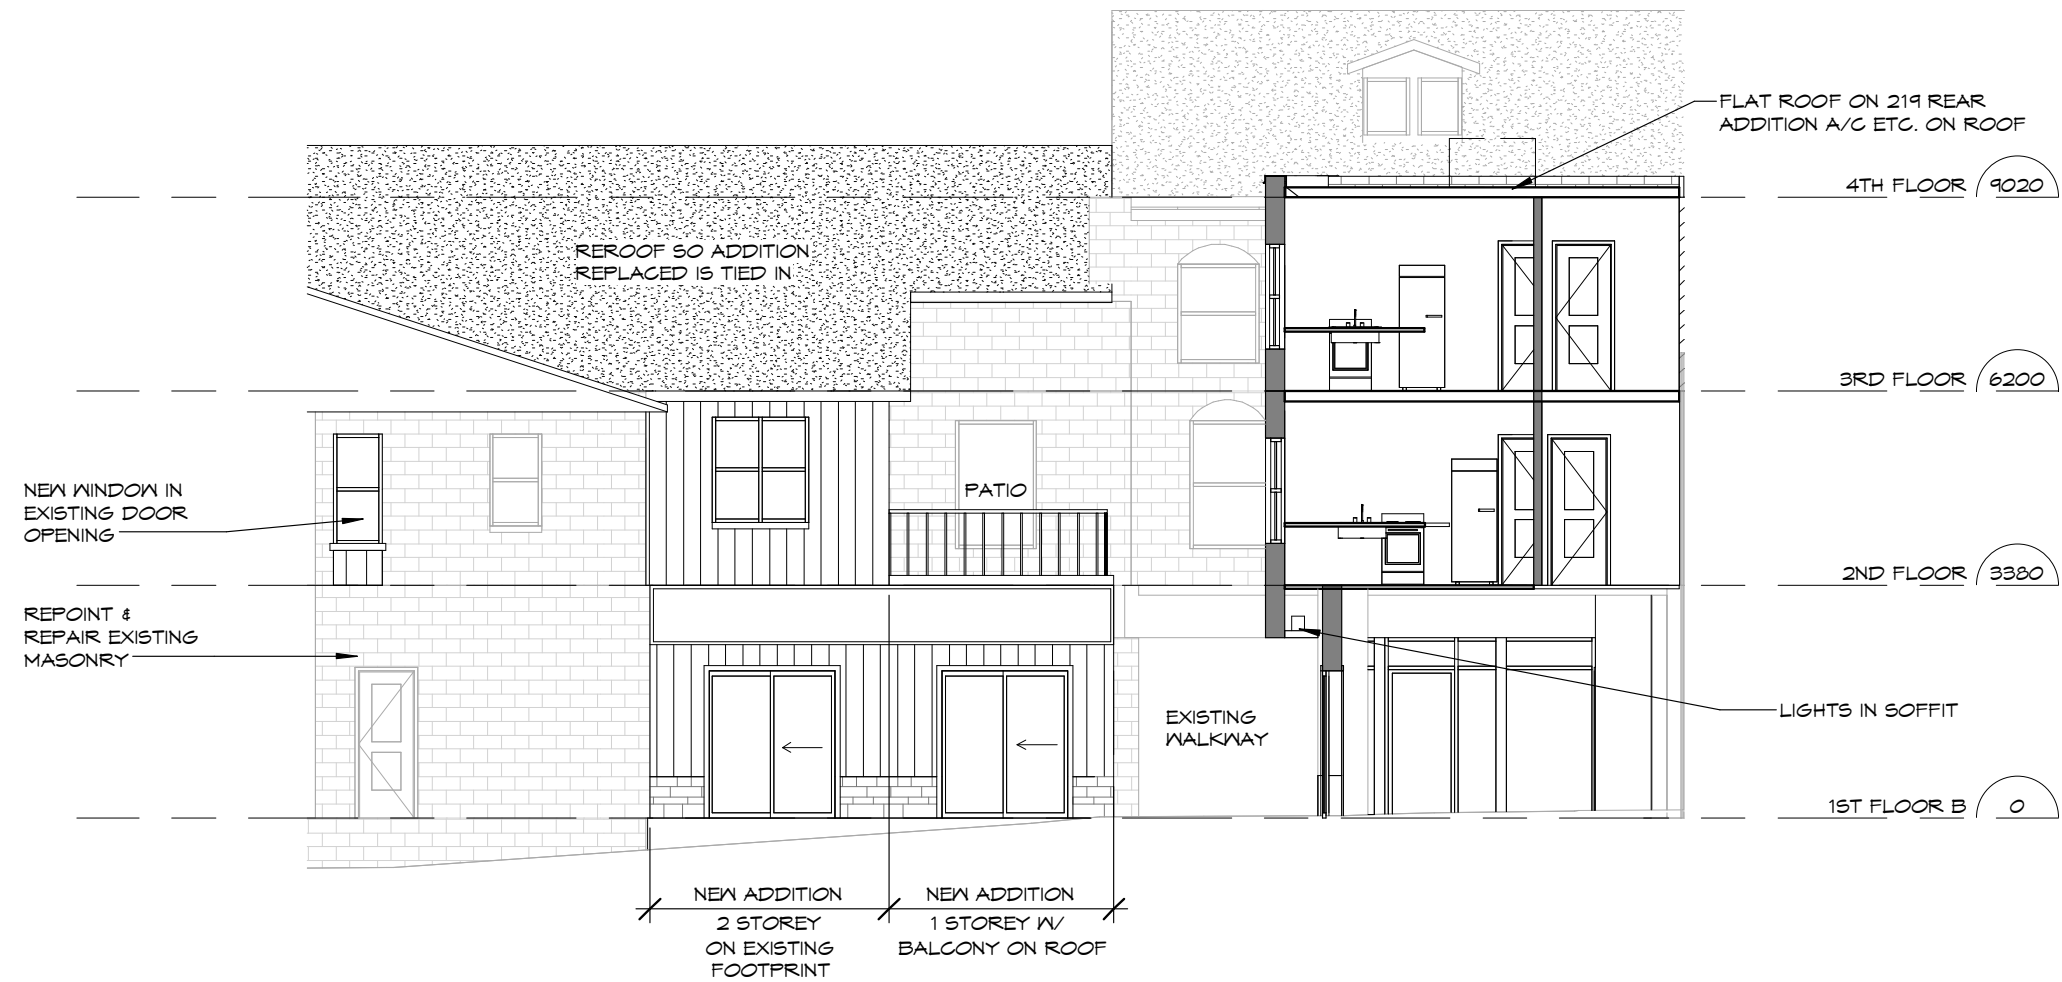 FLAT ROOF ON 219 REAR
ADDITION A/C ETC. ON ROOF
4TH FLOOR 9020
REROOF SO ADDITION
REPLACED IS TIED IN
3RD FLOOR 6200
NEW WINDOW IN
EXISTING DOOR
OPENING
PATIO
2ND FLOOR 3380
REPOINT &
REPAIR EXISTING
MASONRY
EXISTING
WALKWAY
LIGHTS IN SOFFIT
1ST FLOOR B 0
NEW ADDITION
2 STOREY
ON EXISTING
FOOTPRINT
NEW ADDITION
1 STOREY W/
BALCONY ON ROOF